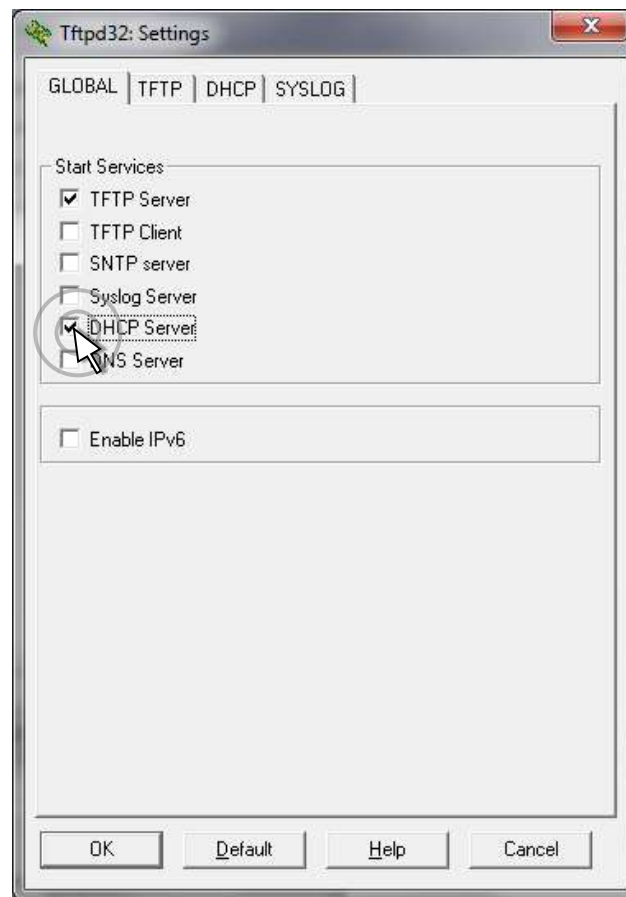 Tftpd32: Settings
GLOBAL TFTP DHCP SYSLOG
Start Services
TFTP Server
TFTP Client
SNTP server
Syslog Server
DHCP Server
DNS Server
Enable IPv6
OK Default Help Cancel